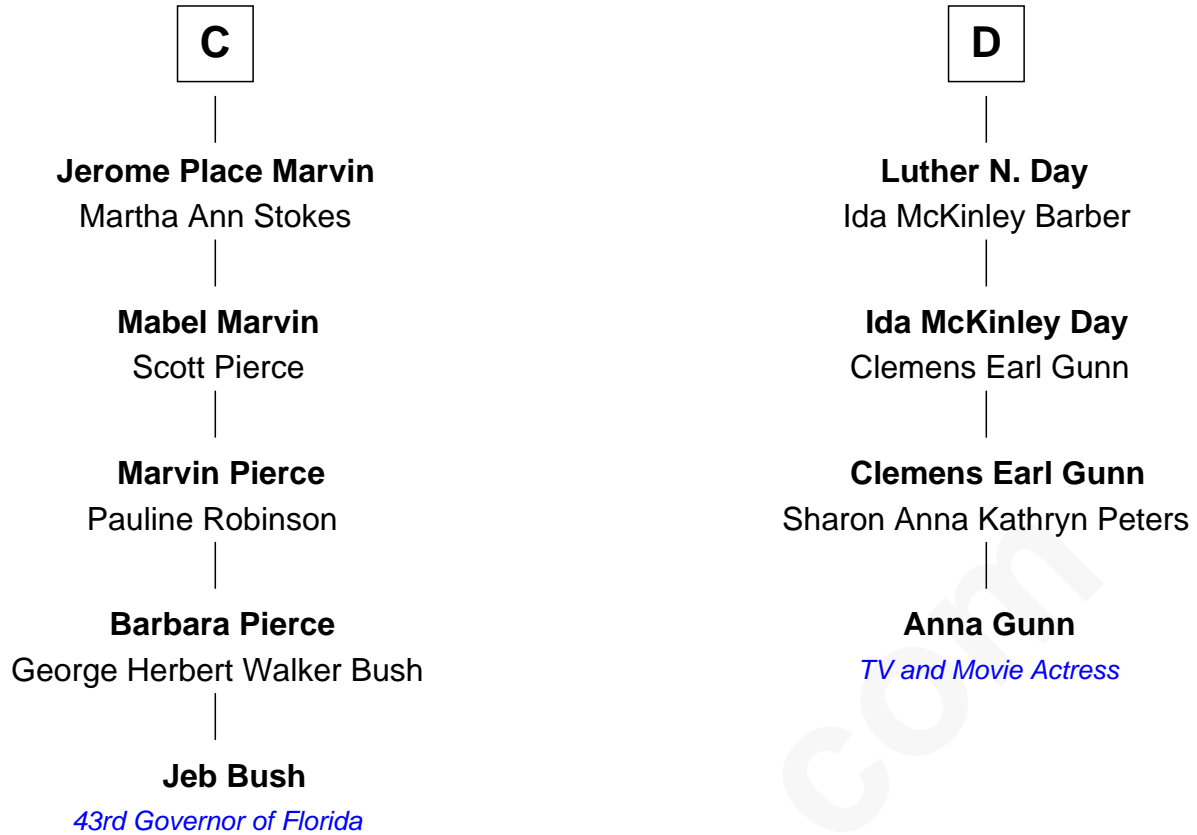 C
Jerome Place Marvin
Martha Ann Stokes
Mabel Marvin
Scott Pierce
Marvin Pierce
Pauline Robinson
Barbara Pierce
George Herbert Walker Bush
Jeb Bush
43rd Governor of Florida
D
Luther N. Day
Ida McKinley Barber
Ida McKinley Day
Clemens Earl Gunn
Clemens Earl Gunn
Sharon Anna Kathryn Peters
Anna Gunn
TV and Movie Actress
com